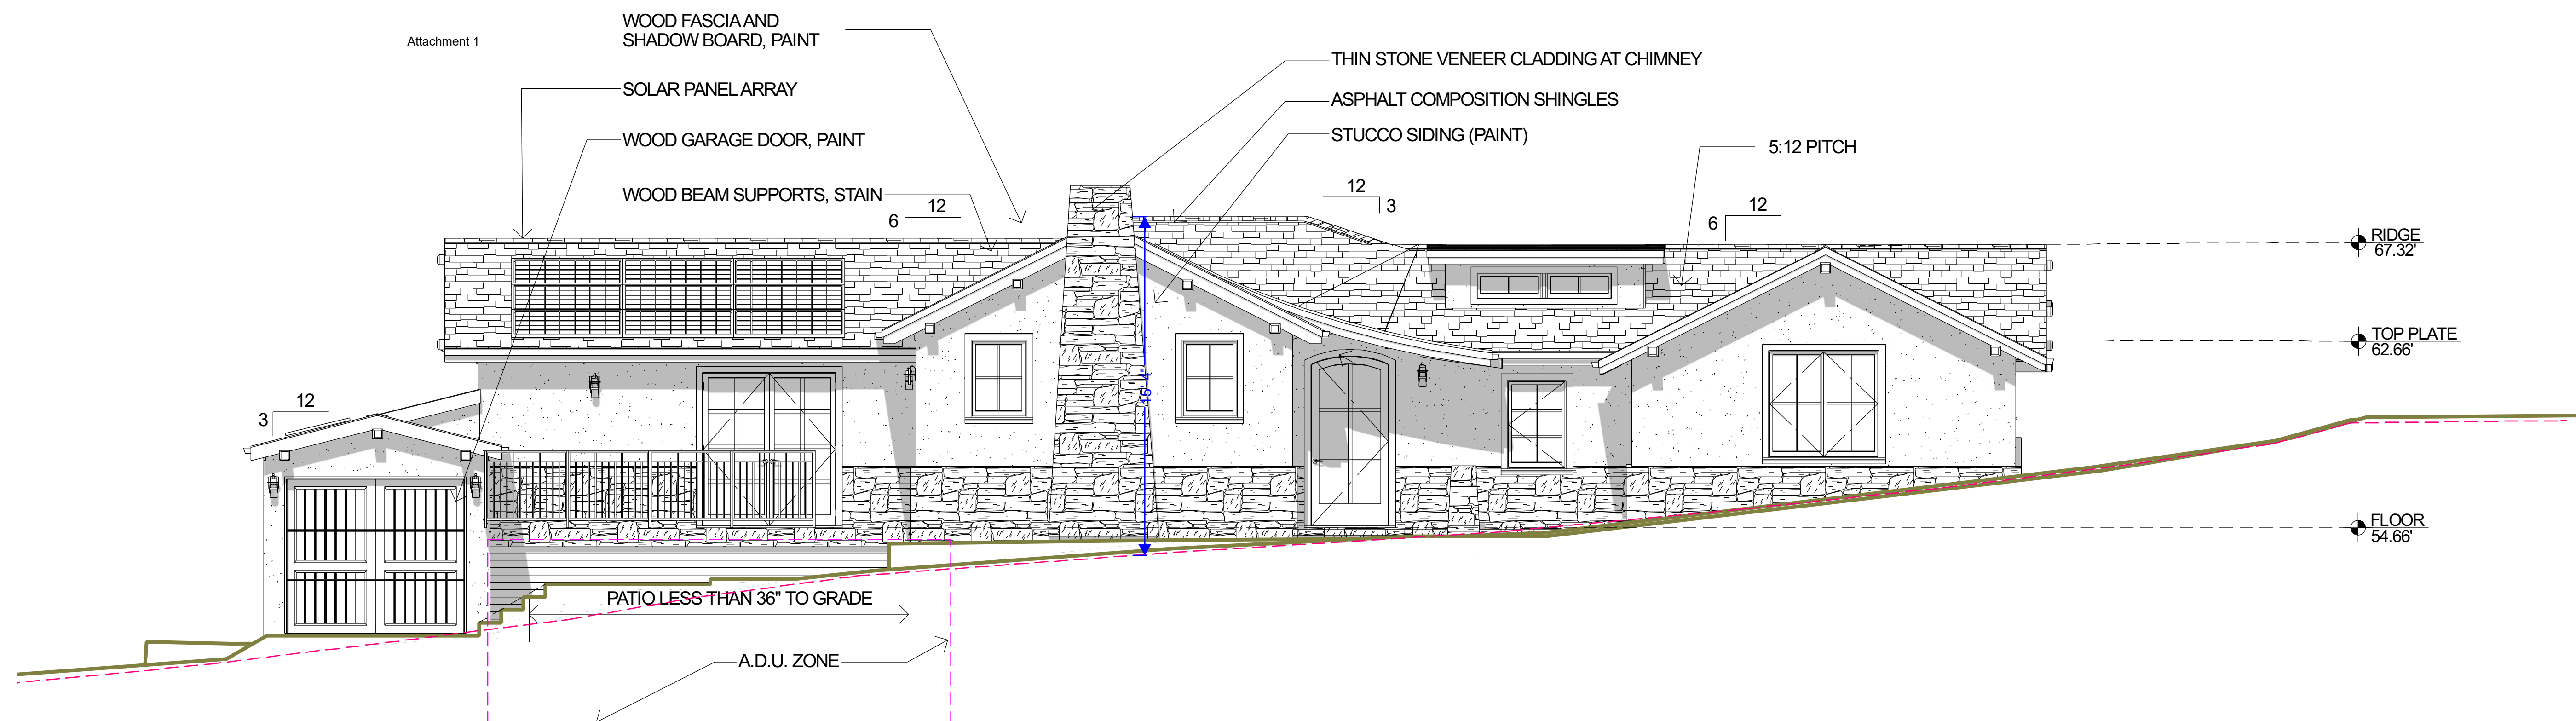 Attachment 1
WOOD FASCIA AND
SHADOW BOARD, PAINT
SOLAR PANEL ARRAY
WOOD GARAGE DOOR, PAINT
WOOD BEAM SUPPORTS, STAIN
THIN STONE VENEER CLADDING AT CHIMNEY
ASPHALT COMPOSITION SHINGLES
STUCCO SIDING (PAINT)
5:12 PITCH
12
6
12
3
12
6
12
3
RIDGE
67.32'
TOP PLATE
62.66'
FLOOR
54.66'
PATIO LESS THAN 36" TO GRADE
A.D.U. ZONE